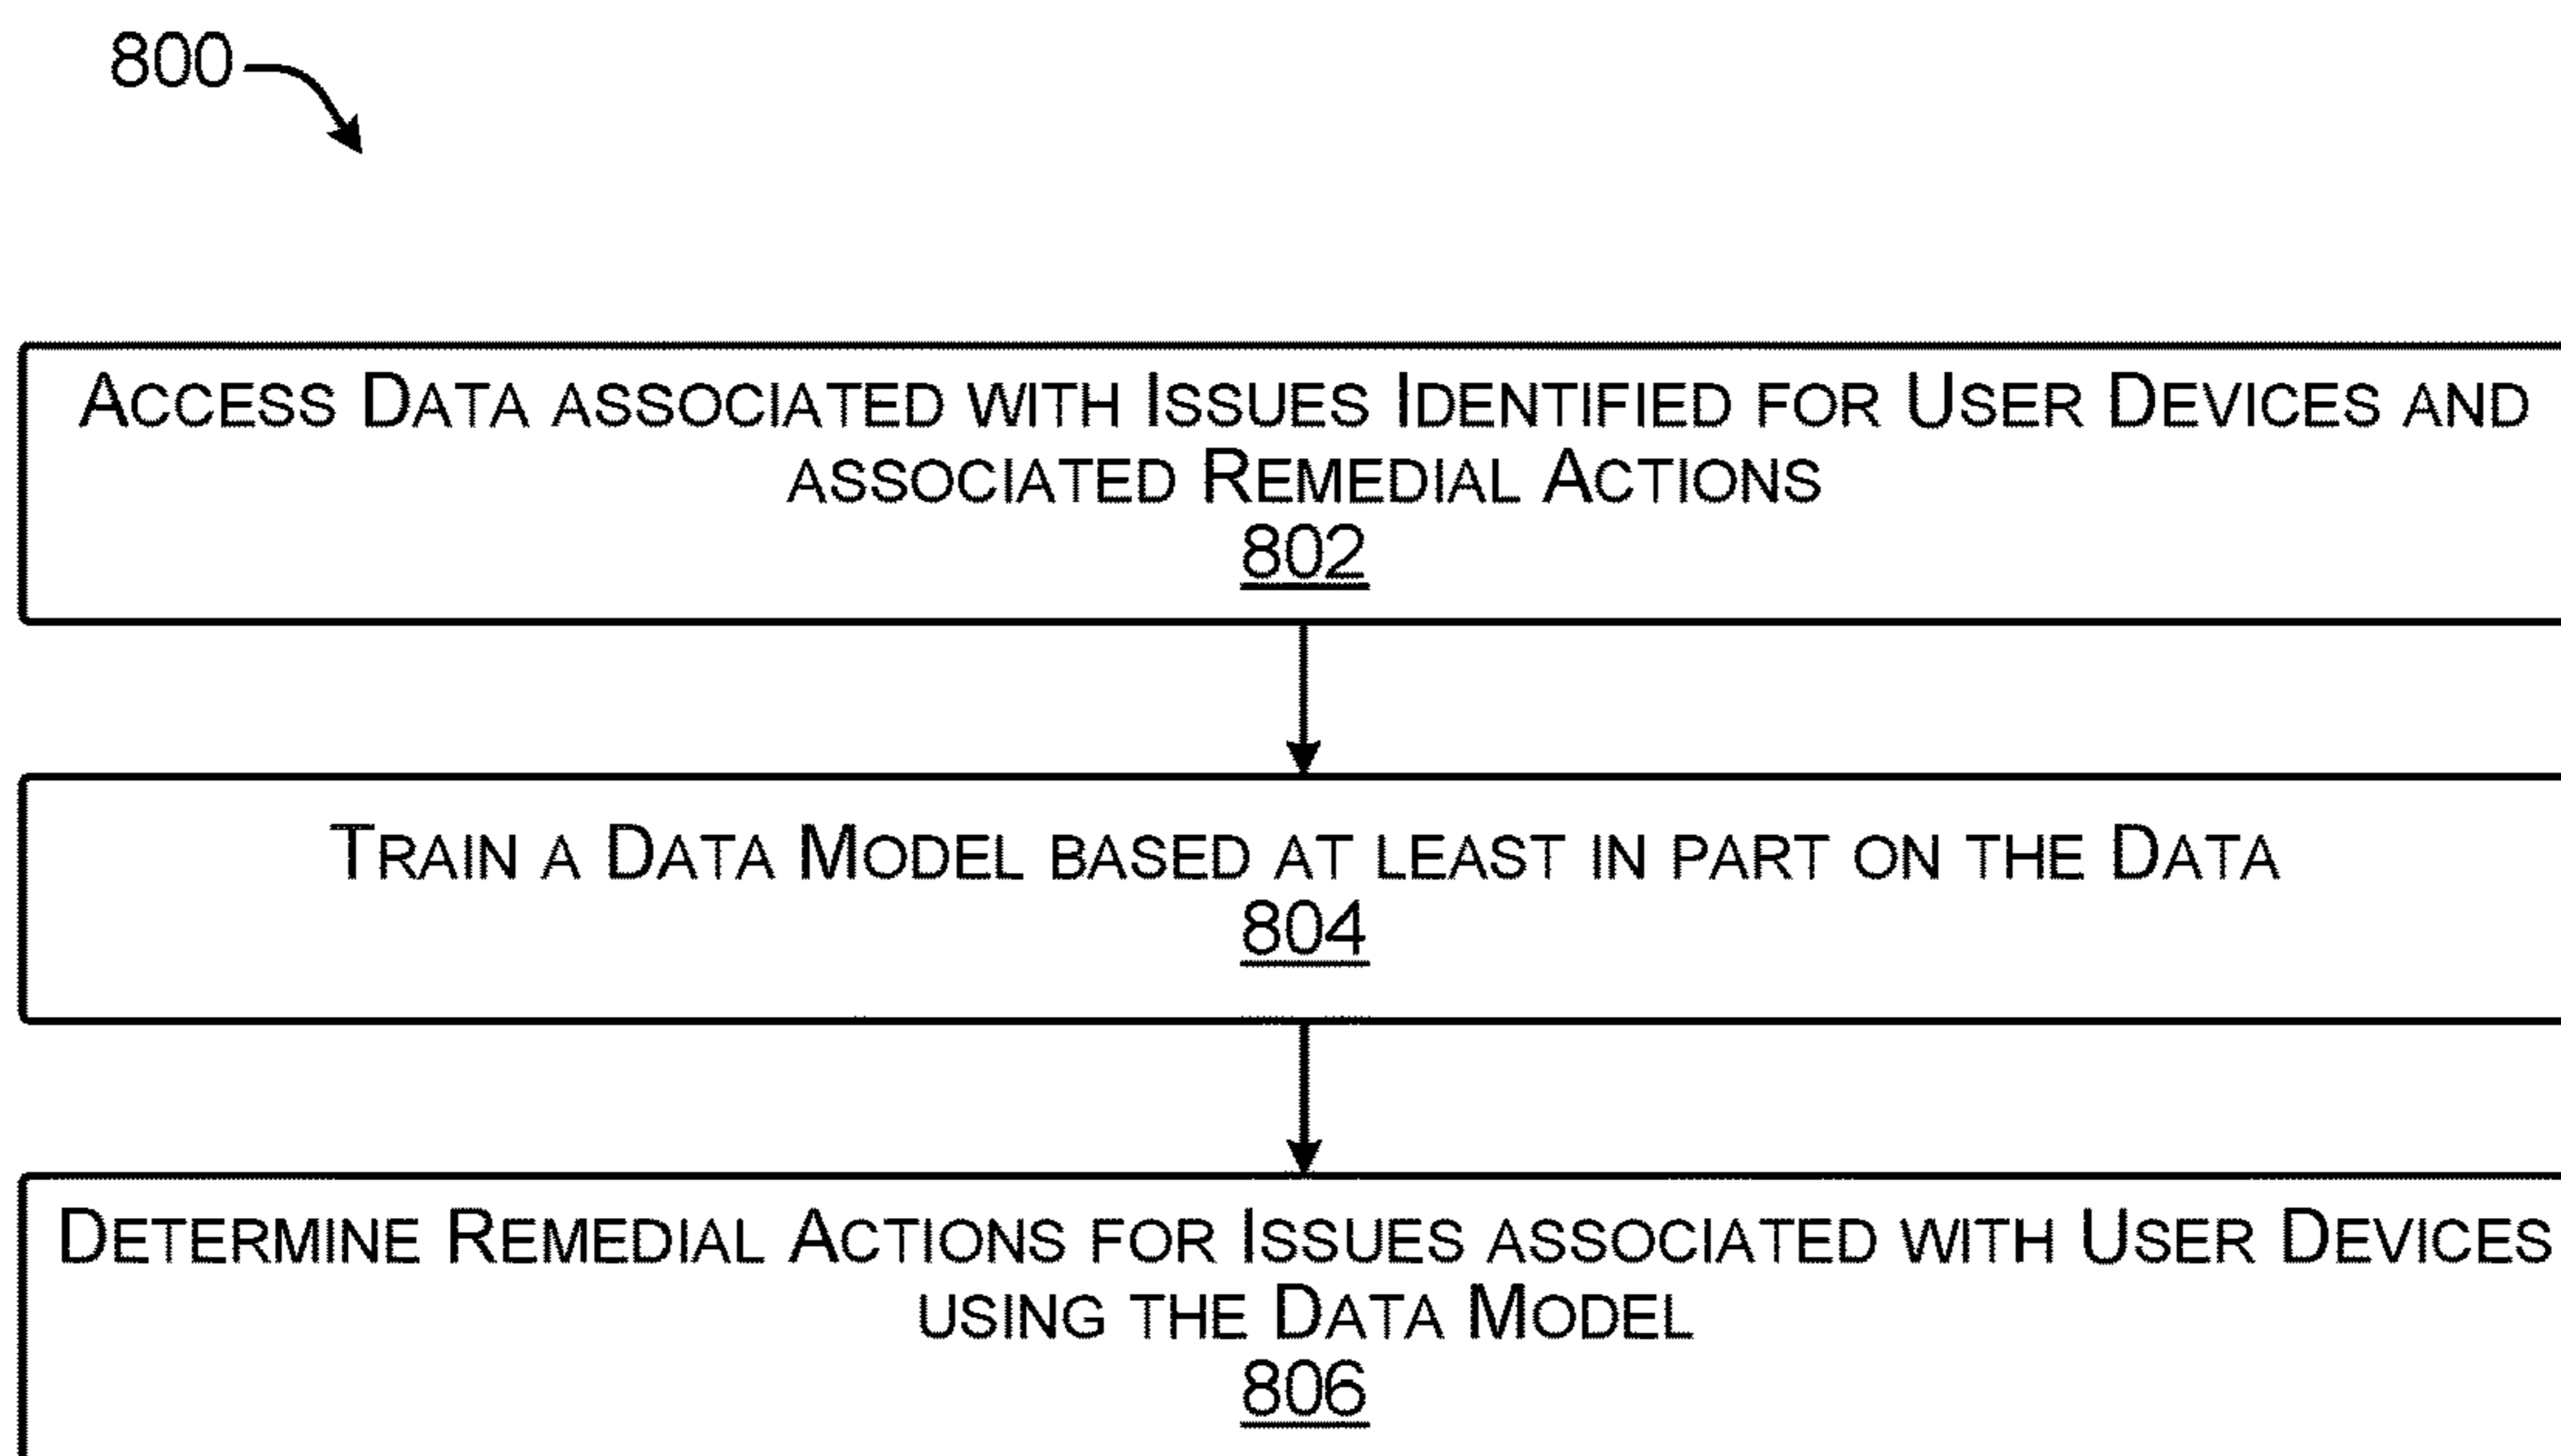 800
ACCESS DATA ASSOCIATED WITH ISSUES IDENTIFIED FOR USER DEVICES AND
ASSOCIATED REMEDIAL ACTIONS
802
TRAIN A DATA MODEL BASED AT LEAST IN PART ON THE DATA
804
DETERMINE REMEDIAL ACTIONS FOR ISSUES ASSOCIATED WITH USER DEVICES
USING THE DATA MODEL
806